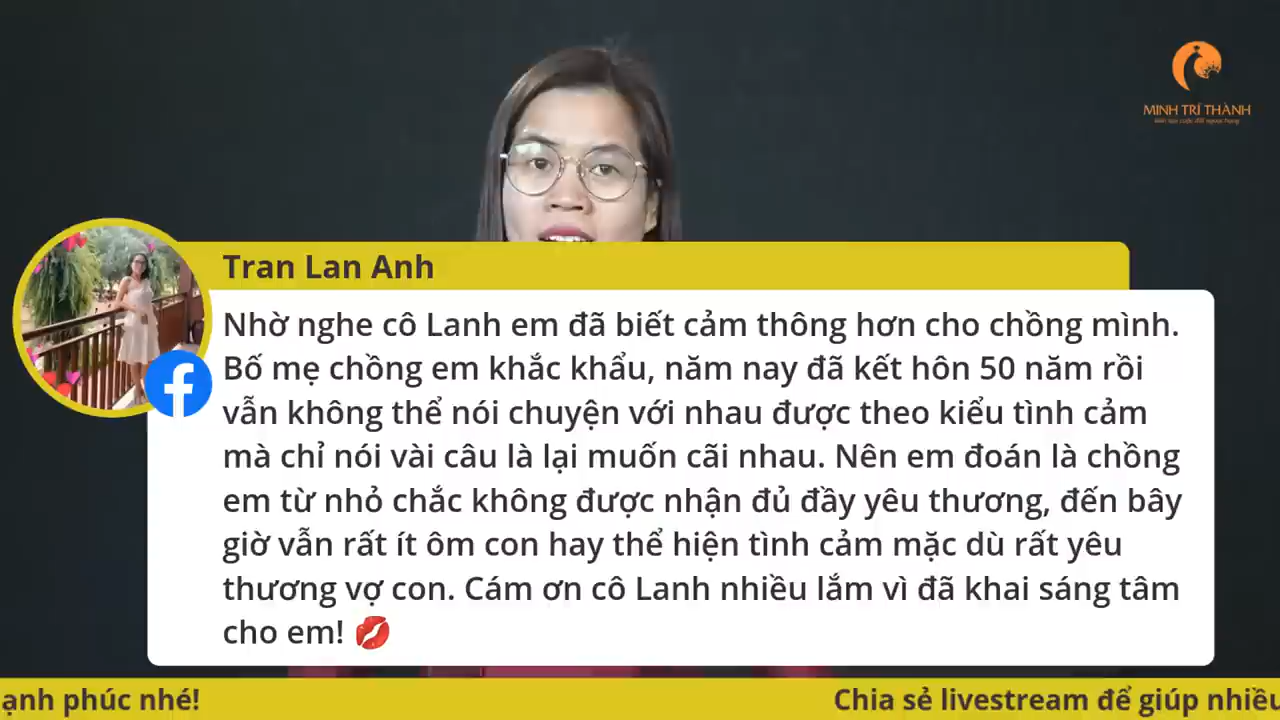 MINH TRÍ THÀNH
Tran Lan Anh
Nhờ nghe cô Lanh em đã biết cảm thông hơn cho chồng mình.
Bố mẹ chồng em khắc khẩu, năm nay đã kết hôn 50 năm rồi
vẫn không thể nói chuyện với nhau được theo kiểu tình cảm
mà chỉ nói vài câu là lại muốn cãi nhau. Nên em đoán là chồng
em từ nhỏ chắc không được nhận đủ đầy yêu thương, đến bây
giờ vẫn rất ít ôm con hay thể hiện tình cảm mặc dù rất yêu
thương vợ con. Cám ơn cô Lanh nhiều lắm vì đã khai sáng tâm
cho em! 💋
ạnh phúc nhé!
Chia sẻ livestream để giúp nhiều